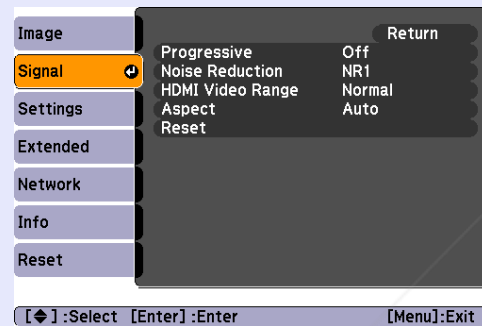 Image
Signal
Settings
Extended
Network
Info
Reset
Return
Progressive Off
Noise Reduction NR1
HDMI Video Range Normal
Aspect Auto
Reset
[◆] :Select [Enter] :Enter [Menu]:Exit